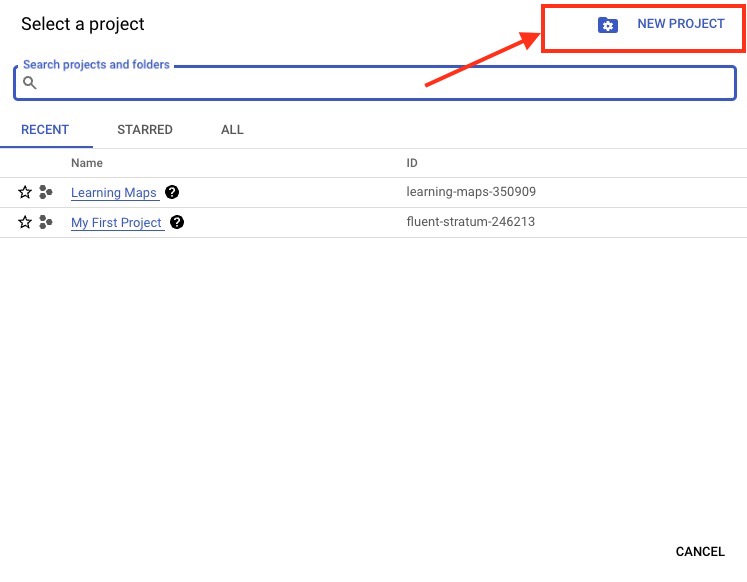 Select a project
NEW PROJECT
Search projects and folders
RECENT STARRED ALL
Name ID
Learning Maps ? learning-maps-350909
My First Project ? fluent-stratum-246213
CANCEL